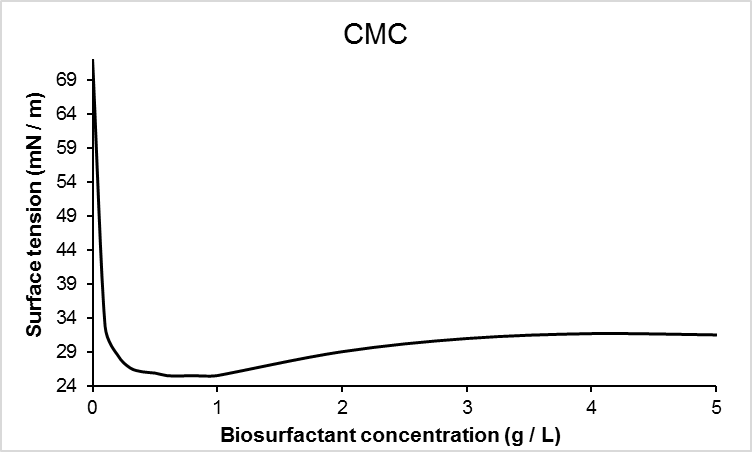 CMC
Surface tension (mN / m)
69
64
59
54
49
44
39
34
29
24
0 1 2 3 4 5
Biosurfactant concentration (g / L)